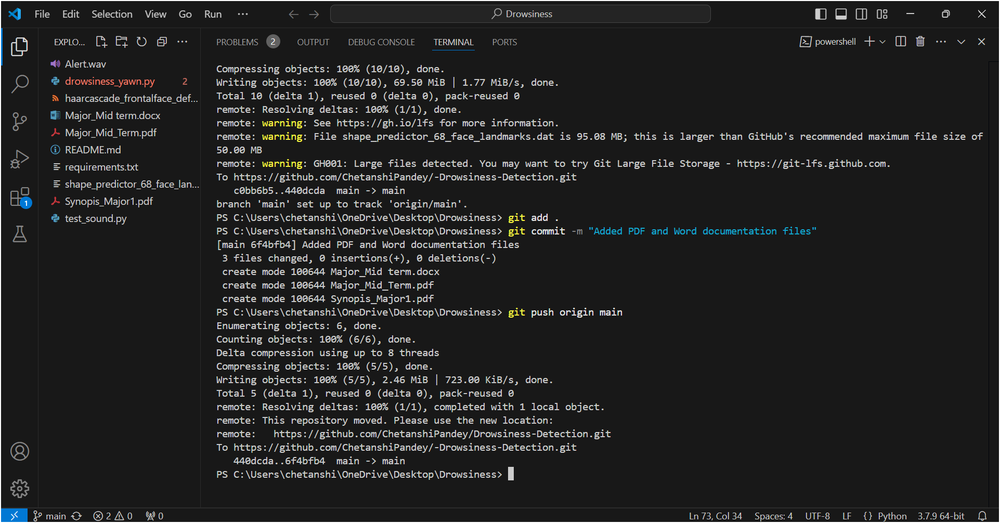 File Edit Selection View Go Run ··· Drowsiness
EXPLO... ···
Alert.wav
drowsiness_yawn.py 2
haarcascade_frontalface_def...
Major_Mid term.docx
Major_Mid_Term.pdf
README.md
requirements.txt
shape_predictor_68_face_lan...
Synopis_Major1.pdf
test_sound.py
1
PROBLEMS 2 OUTPUT DEBUG CONSOLE TERMINAL PORTS powershell ···
Compressing objects: 100% (10/10), done.
Writing objects: 100% (10/10), 69.50 MiB | 1.77 MiB/s, done.
Total 10 (delta 1), reused 0 (delta 0), pack-reused 0
remote: Resolving deltas: 100% (1/1), done.
remote: warning: See https://gh.io/lfs for more information.
remote: warning: File shape_predictor_68_face_landmarks.dat is 95.08 MB; this is larger than GitHub's recommended maximum file size of
50.00 MB
remote: warning: GH001: Large files detected. You may want to try Git Large File Storage - https://git-lfs.github.com.
To https://github.com/ChetanshiPandey/-Drowsiness-Detection.git
c0bb6b5..440dcda main -> main
branch 'main' set up to track 'origin/main'.
PS C:\Users\chetanshi\OneDrive\Desktop\Drowsiness> git add .
PS C:\Users\chetanshi\OneDrive\Desktop\Drowsiness> git commit -m "Added PDF and Word documentation files"
[main 6f4bfb4] Added PDF and Word documentation files
3 files changed, 0 insertions(+), 0 deletions(-)
create mode 100644 Major_Mid term.docx
create mode 100644 Major_Mid_Term.pdf
create mode 100644 Synopis_Major1.pdf
PS C:\Users\chetanshi\OneDrive\Desktop\Drowsiness> git push origin main
Enumerating objects: 6, done.
Counting objects: 100% (6/6), done.
Delta compression using up to 8 threads
Compressing objects: 100% (5/5), done.
Writing objects: 100% (5/5), 2.46 MiB | 723.00 KiB/s, done.
Total 5 (delta 1), reused 0 (delta 0), pack-reused 0
remote: Resolving deltas: 100% (1/1), completed with 1 local object.
remote: This repository moved. Please use the new location:
remote: https://github.com/ChetanshiPandey/Drowsiness-Detection.git
To https://github.com/ChetanshiPandey/-Drowsiness-Detection.git
440dcda..6f4bfb4 main -> main
PS C:\Users\chetanshi\OneDrive\Desktop\Drowsiness>
main 2 0 0 Ln 73, Col 34 Spaces: 4 UTF-8 LF {} Python 3.7.9 64-bit